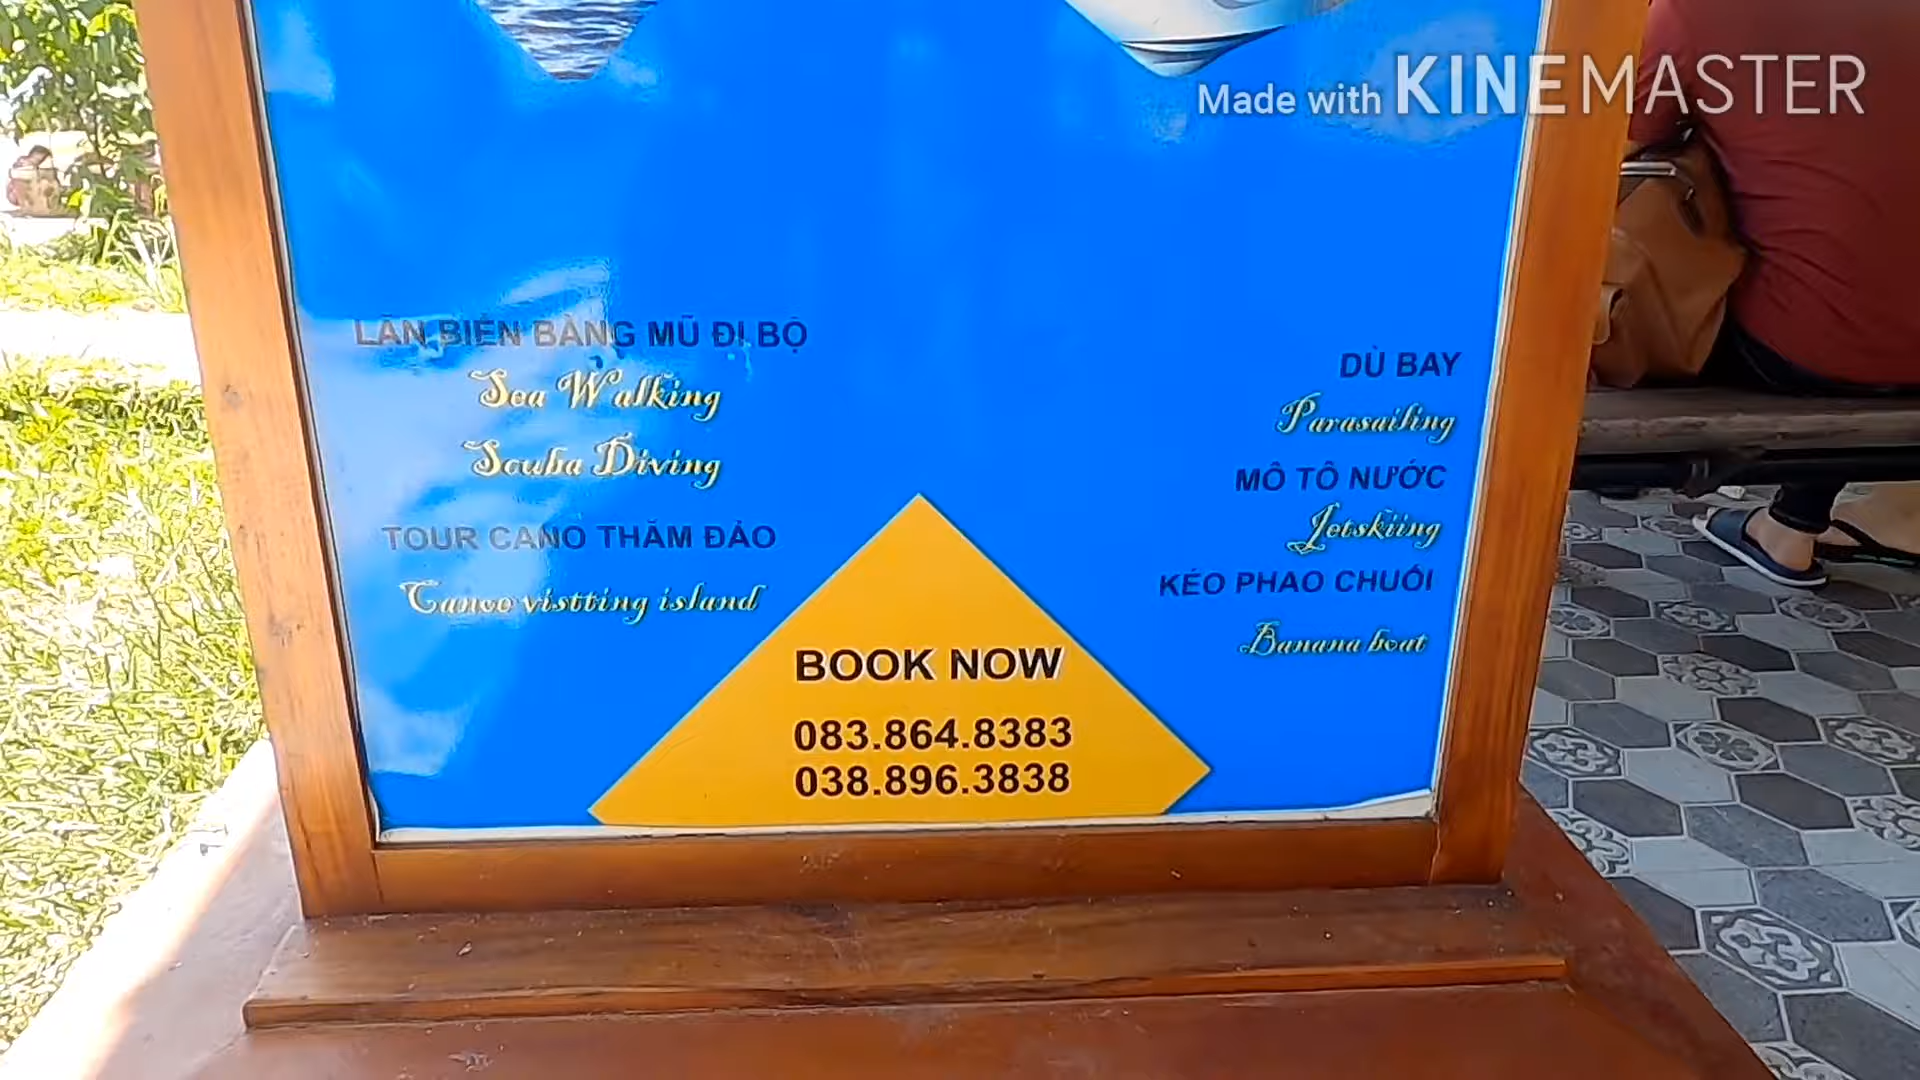 Made with KINEMASTER
LẶN BIỂN BẰNG MŨ ĐI BỘ
Sea Walking
Scuba Diving
TOUR CANO THĂM ĐẢO
Canoe vistting island
DÙ BAY
Parasailing
MÔ TÔ NƯỚC
Jetskiing
KÉO PHAO CHUỐI
Banana boat
BOOK NOW
083.864.8383
038.896.3838